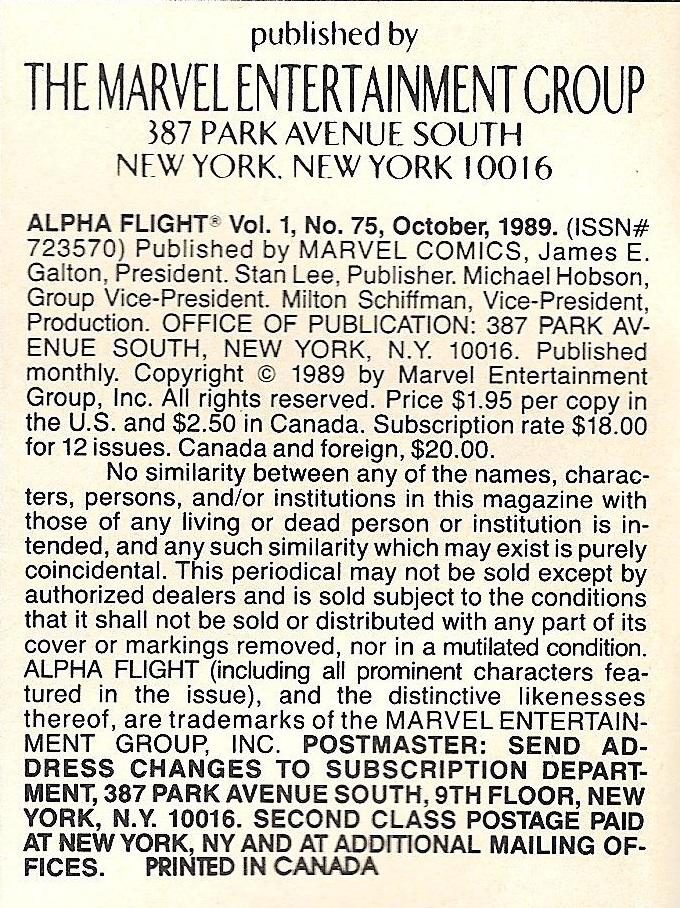 published by
THE MARVEL ENTERTAINMENT GROUP
387 PARK AVENUE SOUTH
NEW YORK, NEW YORK 10016
ALPHA FLIGHT® Vol. 1, No. 75, October, 1989. (ISSN#
723570) Published by MARVEL COMICS, James E.
Galton, President. Stan Lee, Publisher. Michael Hobson,
Group Vice-President. Milton Schiffman, Vice-President,
Production. OFFICE OF PUBLICATION: 387 PARK AV-
ENUE SOUTH, NEW YORK, N.Y. 10016. Published
monthly. Copyright © 1989 by Marvel Entertainment
Group, Inc. All rights reserved. Price $1.95 per copy in
the U.S. and $2.50 in Canada. Subscription rate $18.00
for 12 issues. Canada and foreign, $20.00.
No similarity between any of the names, charac-
ters, persons, and/or institutions in this magazine with
those of any living or dead person or institution is in-
tended, and any such similarity which may exist is purely
coincidental. This periodical may not be sold except by
authorized dealers and is sold subject to the conditions
that it shall not be sold or distributed with any part of its
cover or markings removed, nor in a mutilated condition.
ALPHA FLIGHT (including all prominent characters fea-
tured in the issue), and the distinctive likenesses
thereof, are trademarks of the MARVEL ENTERTAIN-
MENT GROUP, INC. POSTMASTER: SEND AD-
DRESS CHANGES TO SUBSCRIPTION DEPART-
MENT, 387 PARK AVENUE SOUTH, 9TH FLOOR, NEW
YORK, N.Y. 10016. SECOND CLASS POSTAGE PAID
AT NEW YORK, NY AND AT ADDITIONAL MAILING OF-
FICES. PRINTED IN CANADA